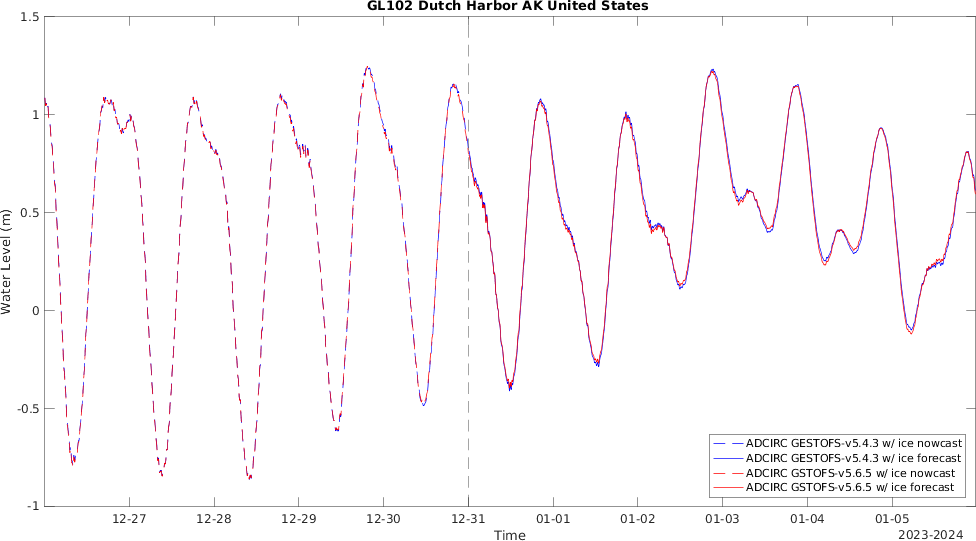 GL102 Dutch Harbor AK United States
1.5
1
0.5
0
-0.5
-1
Water Level (m)
12-27 12-28 12-29 12-30 12-31 01-01 01-02 01-03 01-04 01-05
Time
2023-2024
ADCIRC GESTOFS-v5.4.3 w/ ice nowcast
ADCIRC GESTOFS-v5.4.3 w/ ice forecast
ADCIRC GSTOFS-v5.6.5 w/ ice nowcast
ADCIRC GSTOFS-v5.6.5 w/ ice forecast